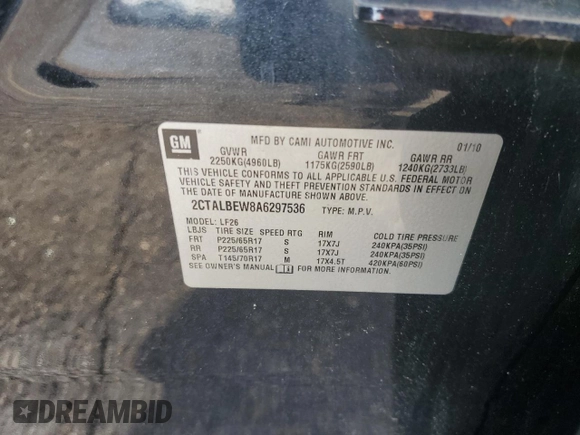 GM
MFD BY CAMI AUTOMOTIVE INC. 01/10
GVWR GAWR FRT GAWR RR
2250KG(4960LB) 1175KG(2590LB) 1240KG(2733LB)
THIS VEHICLE CONFORMS TO ALL APPLICABLE U.S. FEDERAL MOTOR
VEHICLE SAFETY AND THEFT PREVENTION STANDARDS IN EFFECT ON
THE DATE OF MANUFACTURE SHOWN ABOVE.
2CTALBEW8A6297536 TYPE: M.P.V.
MODEL: LF26
LBJS TIRE SIZE SPEED RTG RIM COLD TIRE PRESSURE
FRT P225/65R17 S 17X7J 240KPA(35PSI)
RR P225/65R17 S 17X7J 240KPA(35PSI)
SPA T145/70R17 M 17X4.5T 420KPA(60PSI)
SEE OWNER'S MANUAL FOR MORE INFORMATION.
DREAMBID